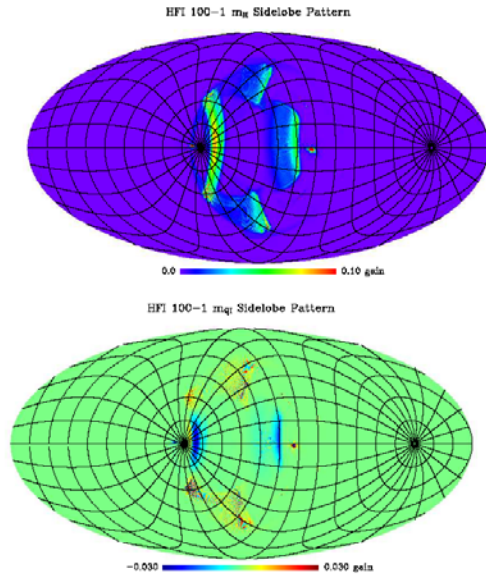 HFI 100-1 mII Sidelobe Pattern
0.0 0.10 gain
HFI 100-1 mQI Sidelobe Pattern
-0.030 0.030 gain